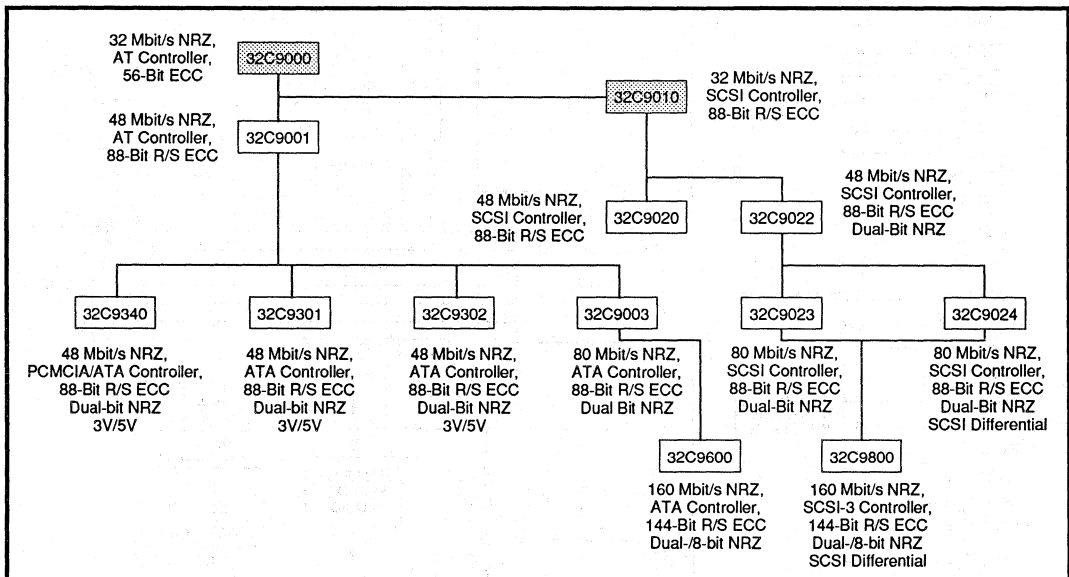 32 Mbit/s NRZ,
AT Controller,
56-Bit ECC
32C9000
32C9010
32 Mbit/s NRZ,
SCSI Controller,
88-Bit R/S ECC
48 Mbit/s NRZ,
AT Controller,
88-Bit R/S ECC
32C9001
48 Mbit/s NRZ,
SCSI Controller,
88-Bit R/S ECC
32C9020
32C9022
48 Mbit/s NRZ,
SCSI Controller,
88-Bit R/S ECC
Dual-Bit NRZ
32C9340
48 Mbit/s NRZ,
PCMCIA/ATA Controller,
88-Bit R/S ECC
Dual-bit NRZ
3V/5V
32C9301
48 Mbit/s NRZ,
ATA Controller,
88-Bit R/S ECC
Dual-bit NRZ
3V/5V
32C9302
48 Mbit/s NRZ,
ATA Controller,
88-Bit R/S ECC
Dual-Bit NRZ
3V/5V
32C9003
80 Mbit/s NRZ,
ATA Controller,
88-Bit R/S ECC
Dual Bit NRZ
32C9023
80 Mbit/s NRZ,
SCSI Controller,
88-Bit R/S ECC
Dual-Bit NRZ
32C9024
80 Mbit/s NRZ,
SCSI Controller,
88-Bit R/S ECC
Dual-Bit NRZ
SCSI Differential
32C9600
160 Mbit/s NRZ,
ATA Controller,
144-Bit R/S ECC
Dual-/8-bit NRZ
32C9800
160 Mbit/s NRZ,
SCSI-3 Controller,
144-Bit R/S ECC
Dual-/8-bit NRZ
SCSI Differential